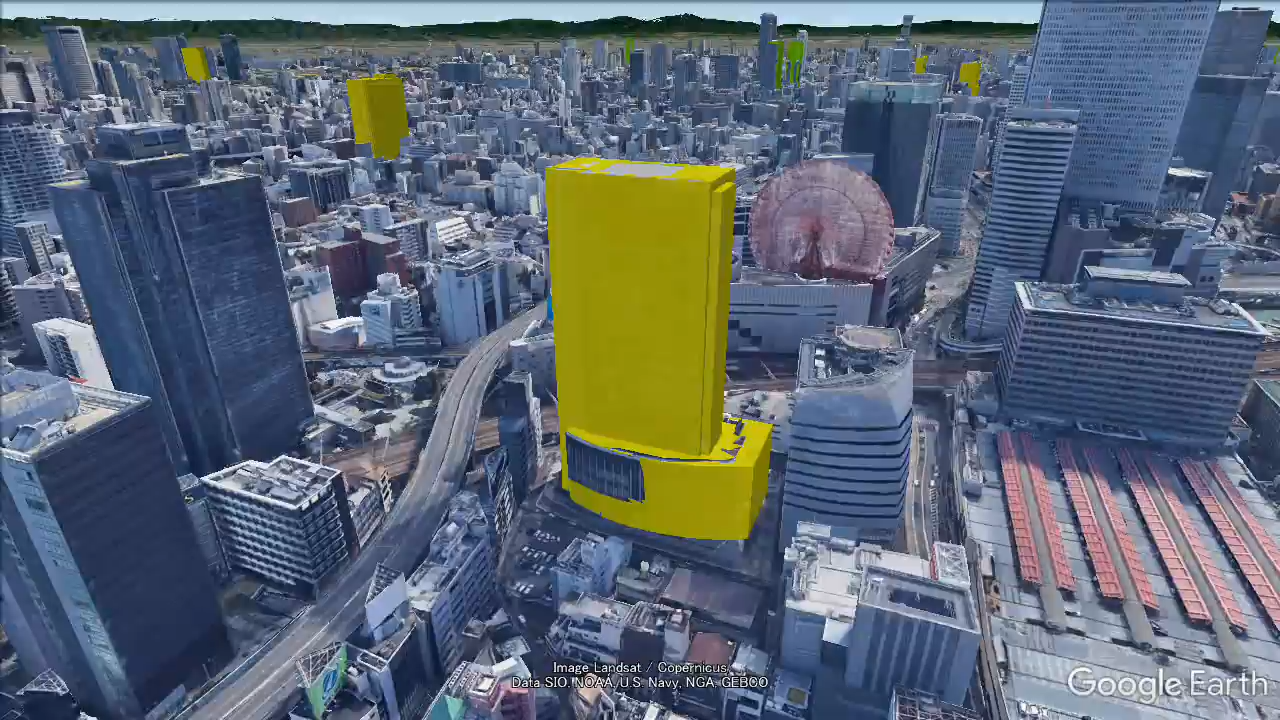 Image Landsat / Copernicus
Data SIO, NOAA, U.S. Navy, NGA, GEBCO
Google Earth